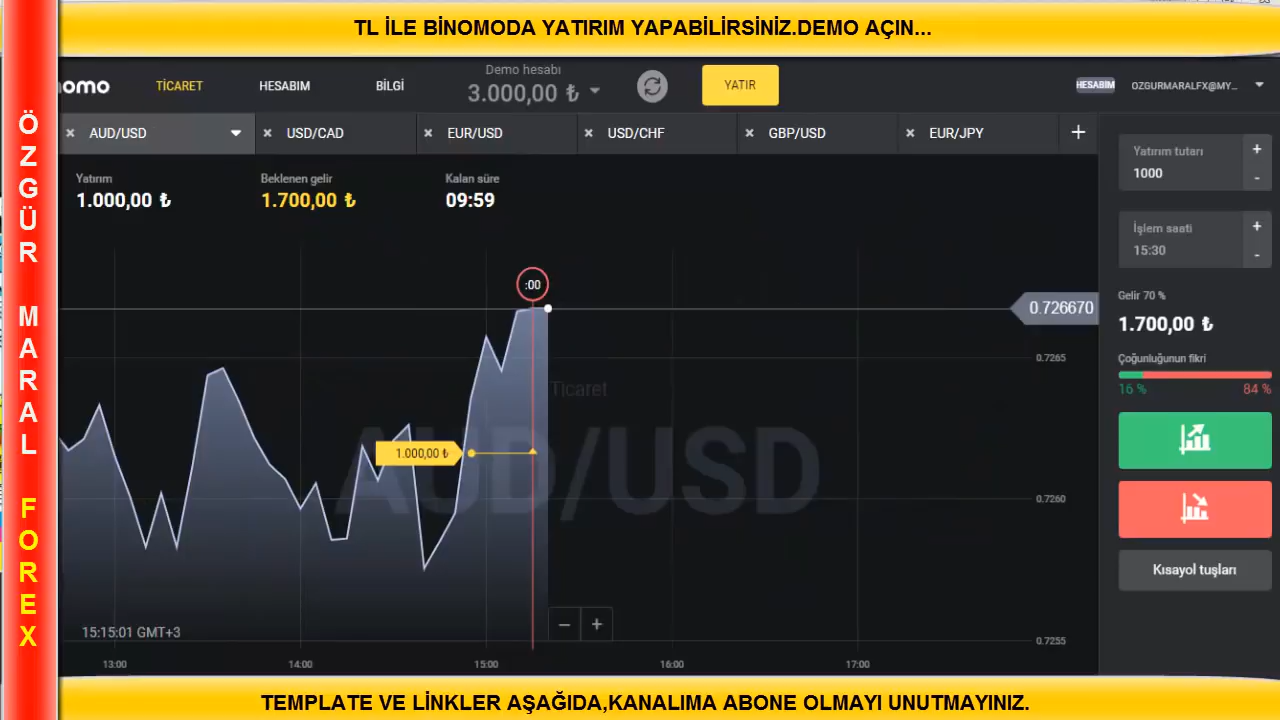 TL İLE BİNOMODA YATIRIM YAPABİLİRSİNİZ.DEMO AÇIN...
ÖZGÜR MARAL FOREX
nomo
TİCARET
HESABIM
BİLGİ
Demo hesabı
3.000,00 ₺
YATIR
HESABIM
OZGURMARALFX@MY...
AUD/USD
USD/CAD
EUR/USD
USD/CHF
GBP/USD
EUR/JPY
+
Yatırım
1.000,00 ₺
Beklenen gelir
1.700,00 ₺
Kalan süre
09:59
Yatırım tutarı
1000
+
-
İşlem saati
15:30
+
-
Gelir 70 %
1.700,00 ₺
Çoğunluğunun fikri
16 %
84 %
Kısayol tuşları
:00
0.726670
0.7265
Ticaret
AUD/USD
1.000,00 ₺
0.7260
0.7255
15:15:01 GMT+3
− +
13:00
14:00
15:00
16:00
17:00
TEMPLATE VE LİNKLER AŞAĞIDA,KANALIMA ABONE OLMAYI UNUTMAYINIZ.